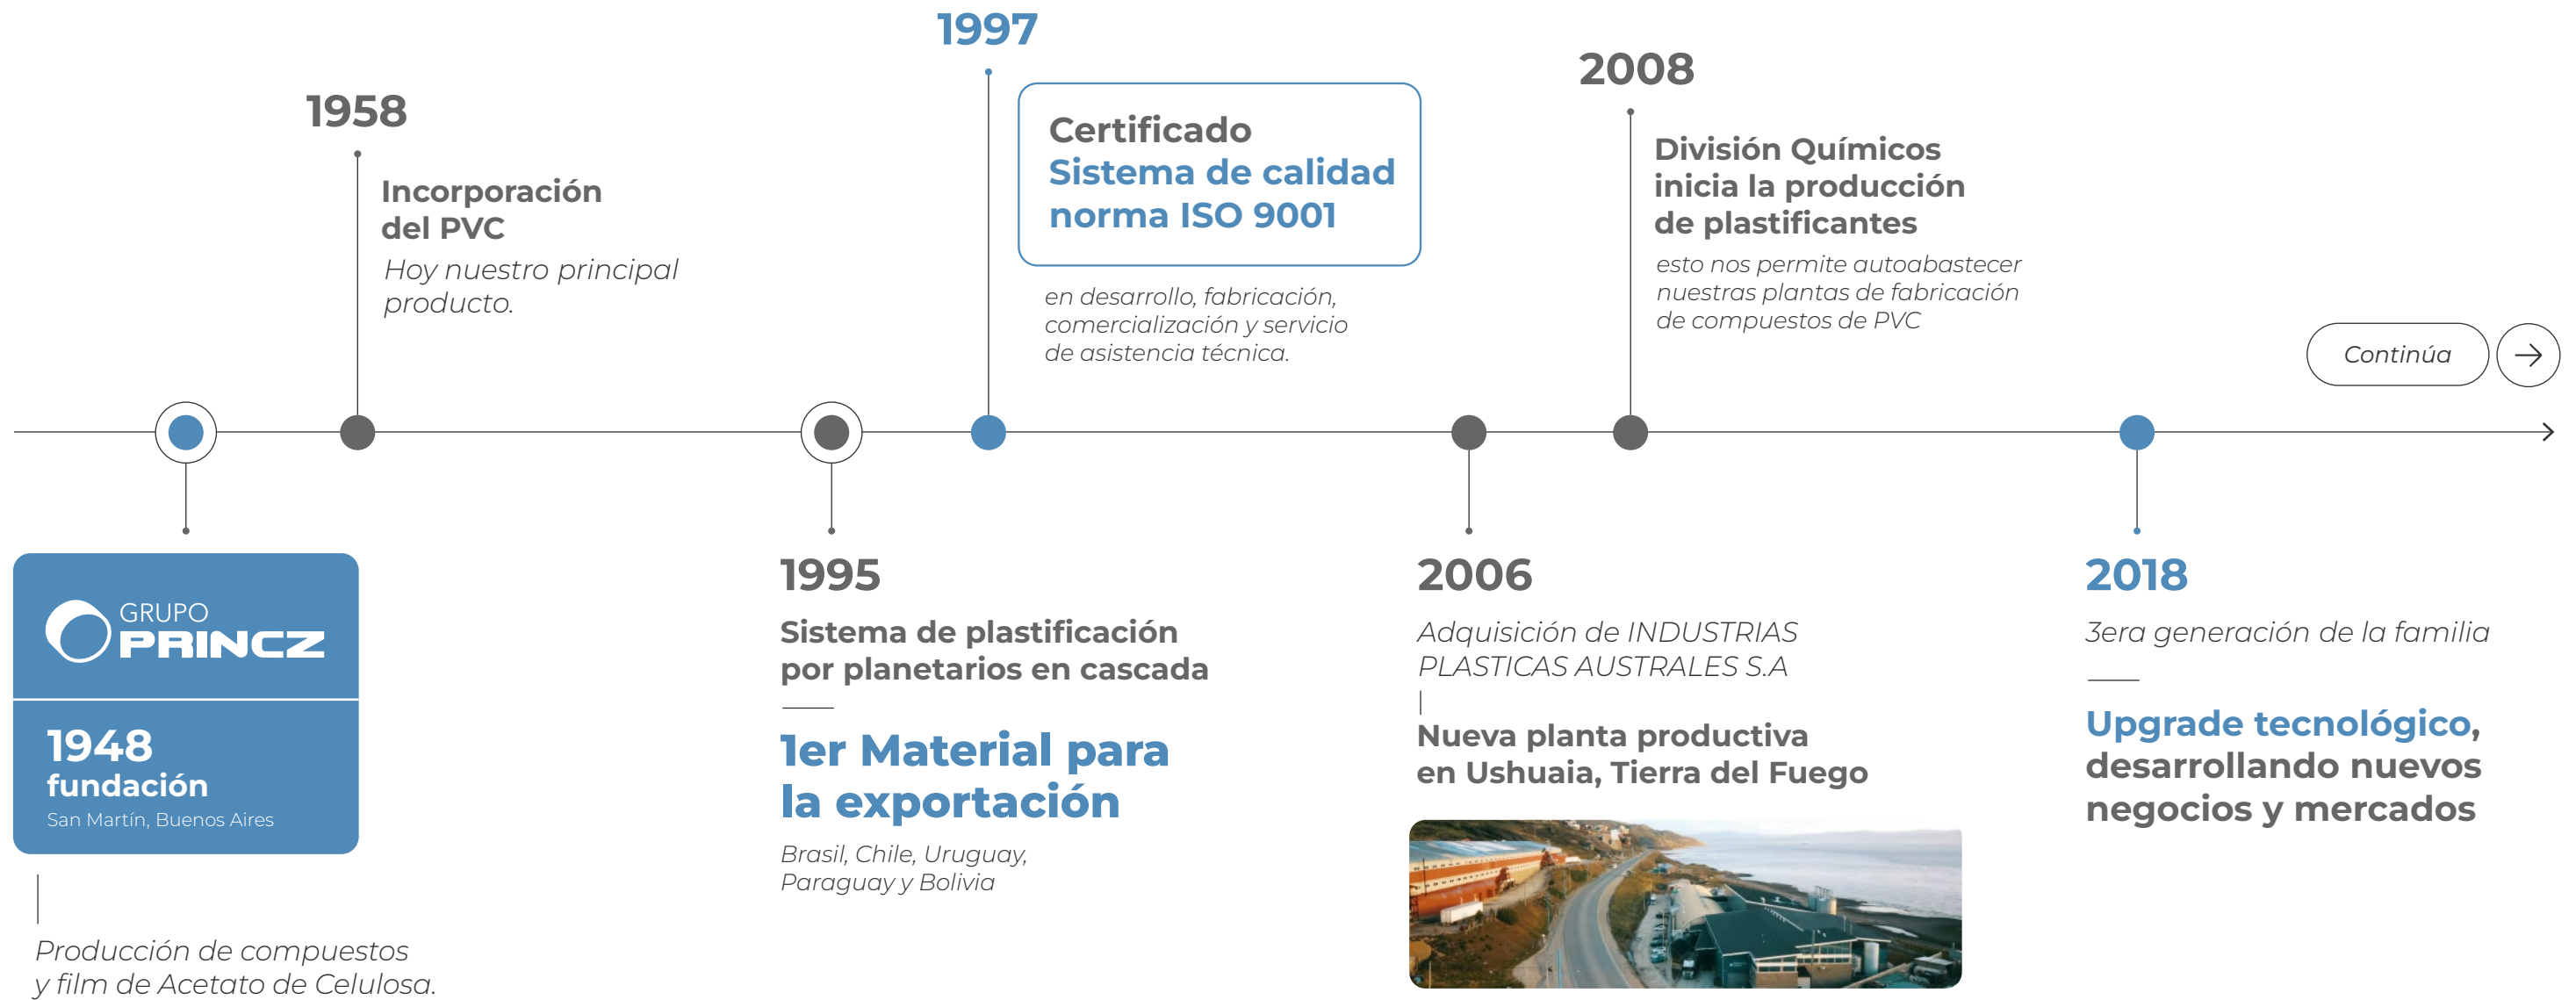 GRUPO
PRINCZ
1948
fundación
San Martín, Buenos Aires
Producción de compuestos
y film de Acetato de Celulosa.
1958
Incorporación
del PVC
Hoy nuestro principal
producto.
1995
Sistema de plastificación
por planetarios en cascada
1er Material para
la exportación
Brasil, Chile, Uruguay,
Paraguay y Bolivia
1997
Certificado
Sistema de calidad
norma ISO 9001
en desarrollo, fabricación,
comercialización y servicio
de asistencia técnica.
2006
Adquisición de INDUSTRIAS
PLASTICAS AUSTRALES S.A
Nueva planta productiva
en Ushuaia, Tierra del Fuego
2008
División Químicos
inicia la producción
de plastificantes
esto nos permite autoabastecer
nuestras plantas de fabricación
de compuestos de PVC
2018
3era generación de la familia
Upgrade tecnológico,
desarrollando nuevos
negocios y mercados
Continúa